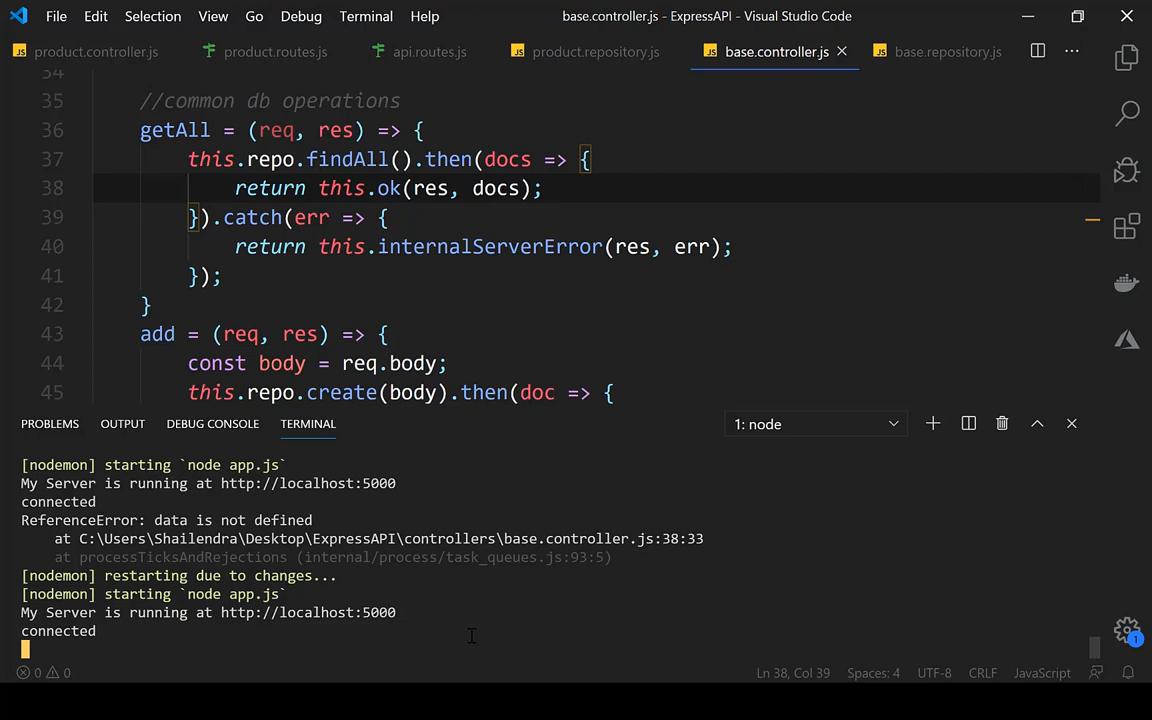 File Edit Selection View Go Debug Terminal Help base.controller.js - ExpressAPI - Visual Studio Code
product.controller.js product.routes.js api.routes.js product.repository.js base.controller.js base.repository.js
34
35 //common db operations
36 getAll = (req, res) => {
37 this.repo.findAll().then(docs => {
38 return this.ok(res, docs);
39 }).catch(err => {
40 return this.internalServerError(res, err);
41 });
42 }
43 add = (req, res) => {
44 const body = req.body;
45 this.repo.create(body).then(doc => {
PROBLEMS OUTPUT DEBUG CONSOLE TERMINAL 1: node
[nodemon] starting `node app.js`
My Server is running at http://localhost:5000
connected
ReferenceError: data is not defined
at C:\Users\Shailendra\Desktop\ExpressAPI\controllers\base.controller.js:38:33
at processTicksAndRejections (internal/process/task_queues.js:93:5)
[nodemon] restarting due to changes...
[nodemon] starting `node app.js`
My Server is running at http://localhost:5000
connected
1
0 0 Ln 38, Col 39 Spaces: 4 UTF-8 CRLF JavaScript